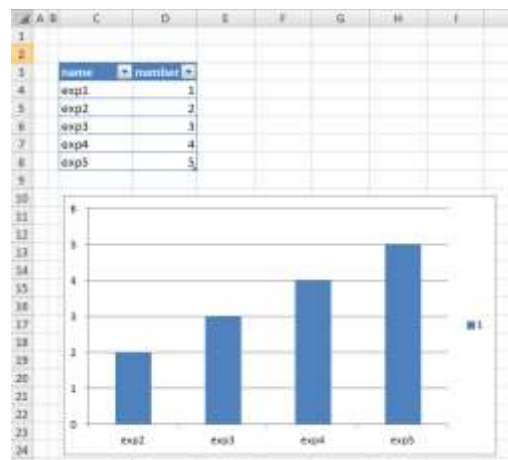 A B C D E F G H I
1
2
3 name number
4 exp1 1
5 exp2 2
6 exp3 3
7 exp4 4
8 exp5 5
9
10
11 6
12
13 5
14
15 4
16
17 3 1
18
19 2
20
21 1
22
23 0
24 exp2 exp3 exp4 exp5